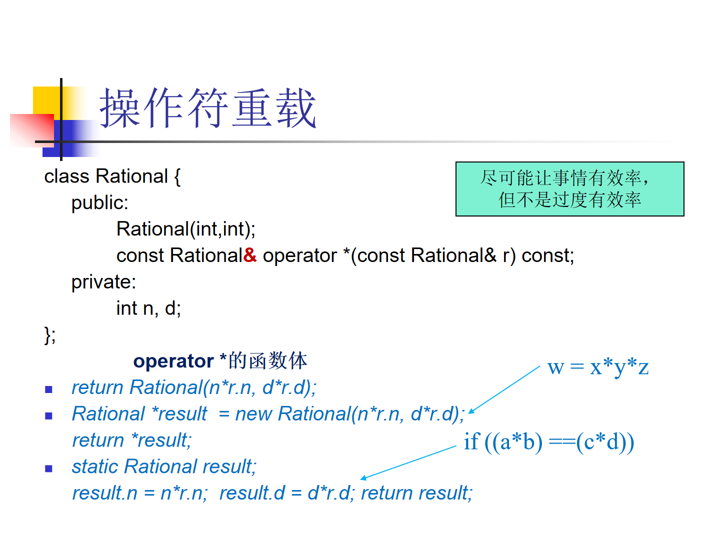 操作符重载
class Rational {
尽可能让事情有效率，
但不是过度有效率
public:
Rational(int,int);
const Rational& operator *(const Rational& r) const;
private:
int n, d;
};
operator *的函数体
w = x*y*z
return Rational(n*r.n, d*r.d);
Rational *result = new Rational(n*r.n, d*r.d);
return *result;
if ((a*b) ==(c*d))
static Rational result;
result.n = n*r.n; result.d = d*r.d; return result;